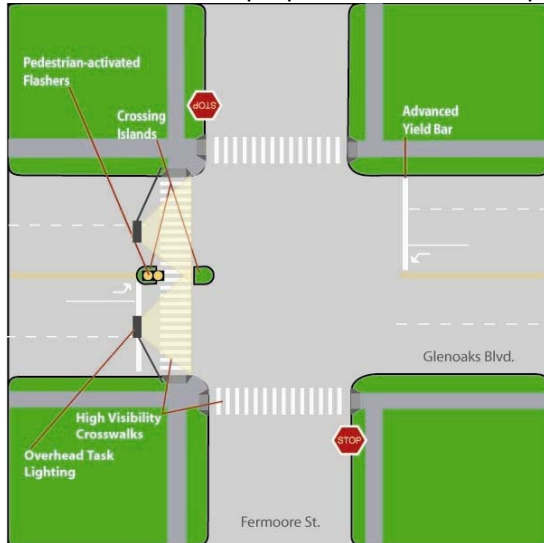 Pedestrian-activated
Flashers
Crossing
Islands
STOP
Advanced
Yield Bar
Glenoaks Blvd.
High Visibility
Crosswalks
STOP
Overhead Task
Lighting
Fermoore St.